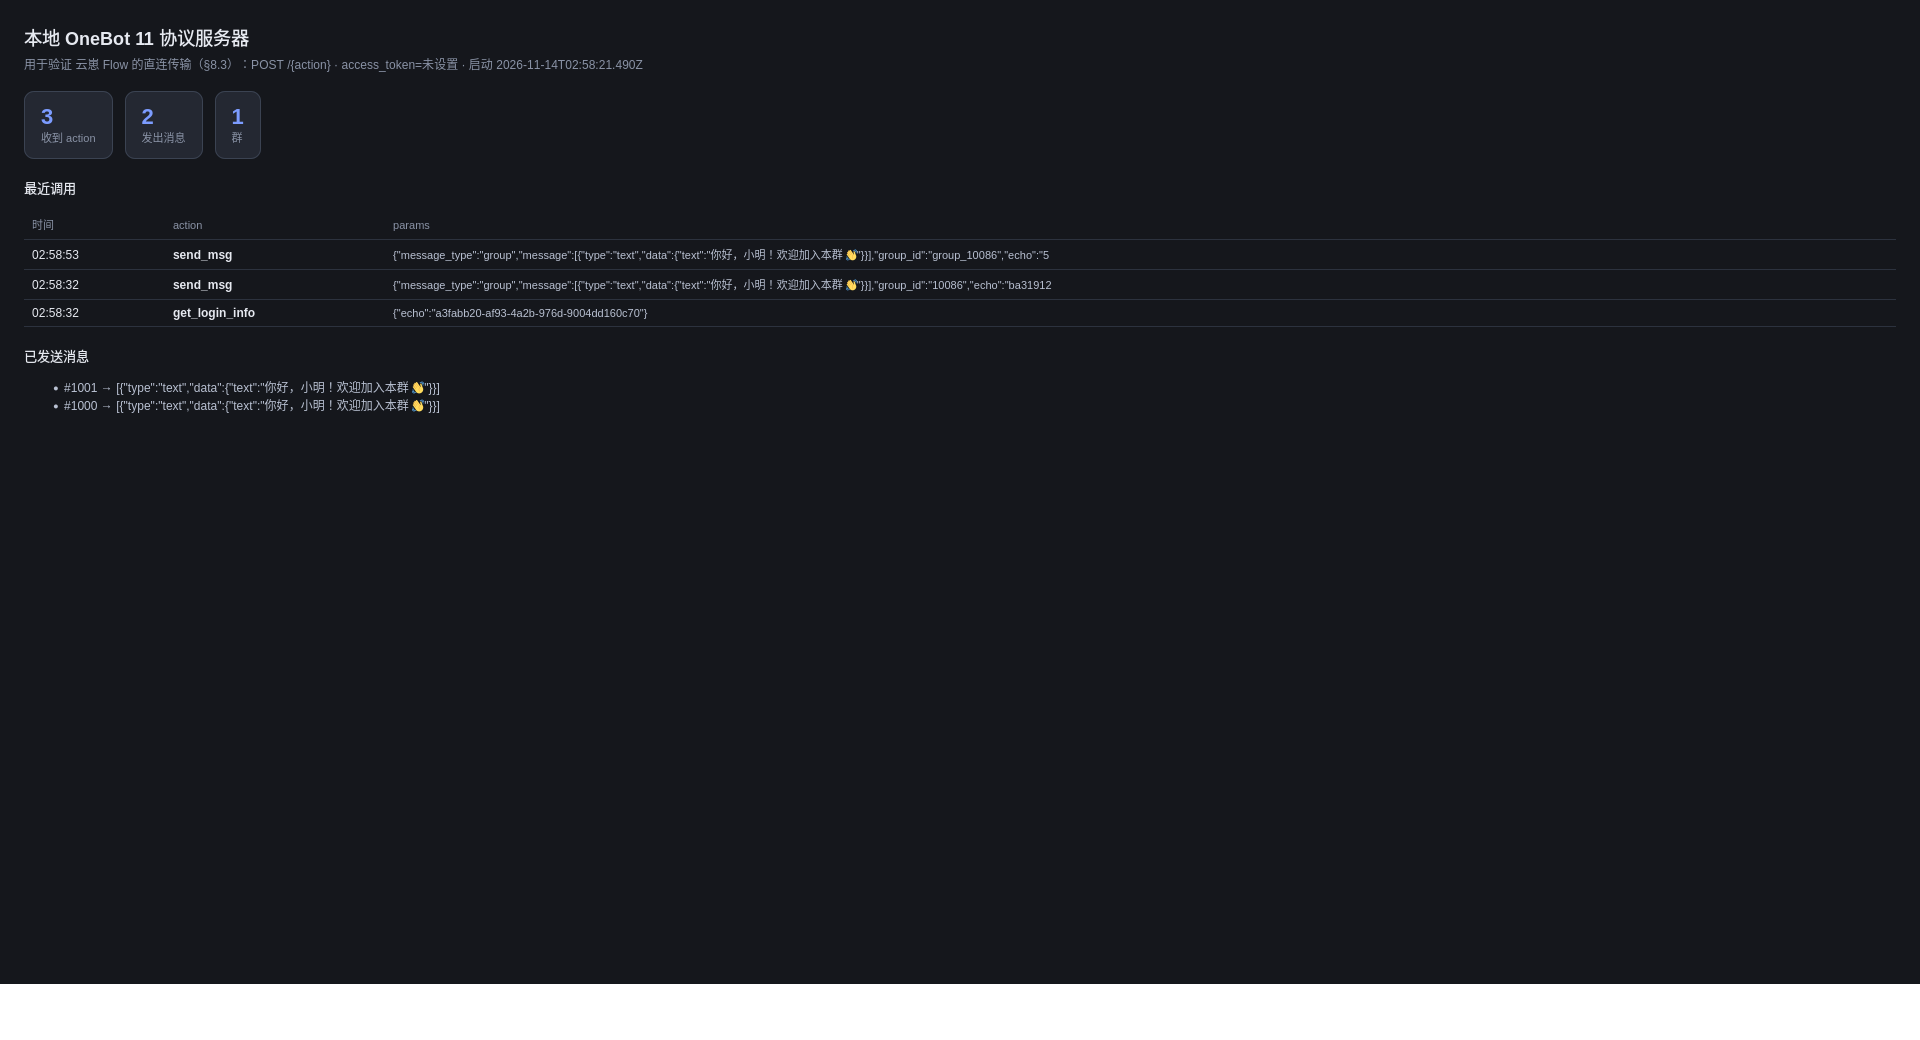 本地 OneBot 11 协议服务器
用于验证 云崽 Flow 的直连传输（§8.3）：POST /{action} · access_token=未设置 · 启动 2026-11-14T02:58:21.490Z
3 2 1
收到 action 发出消息 群
最近调用
时间 action params
02:58:53 send_msg {"message_type":"group","message":[{"type":"text","data":{"text":"你好，小明！欢迎加入本群 👋"}}],"group_id":"group_10086","echo":"5
02:58:32 send_msg {"message_type":"group","message":[{"type":"text","data":{"text":"你好，小明！欢迎加入本群 👋"}}],"group_id":"10086","echo":"ba31912
02:58:32 get_login_info {"echo":"a3fabb20-af93-4a2b-976d-9004dd160c70"}
已发送消息
• #1001 → [{"type":"text","data":{"text":"你好，小明！欢迎加入本群 👋"}}]
• #1000 → [{"type":"text","data":{"text":"你好，小明！欢迎加入本群 👋"}}]